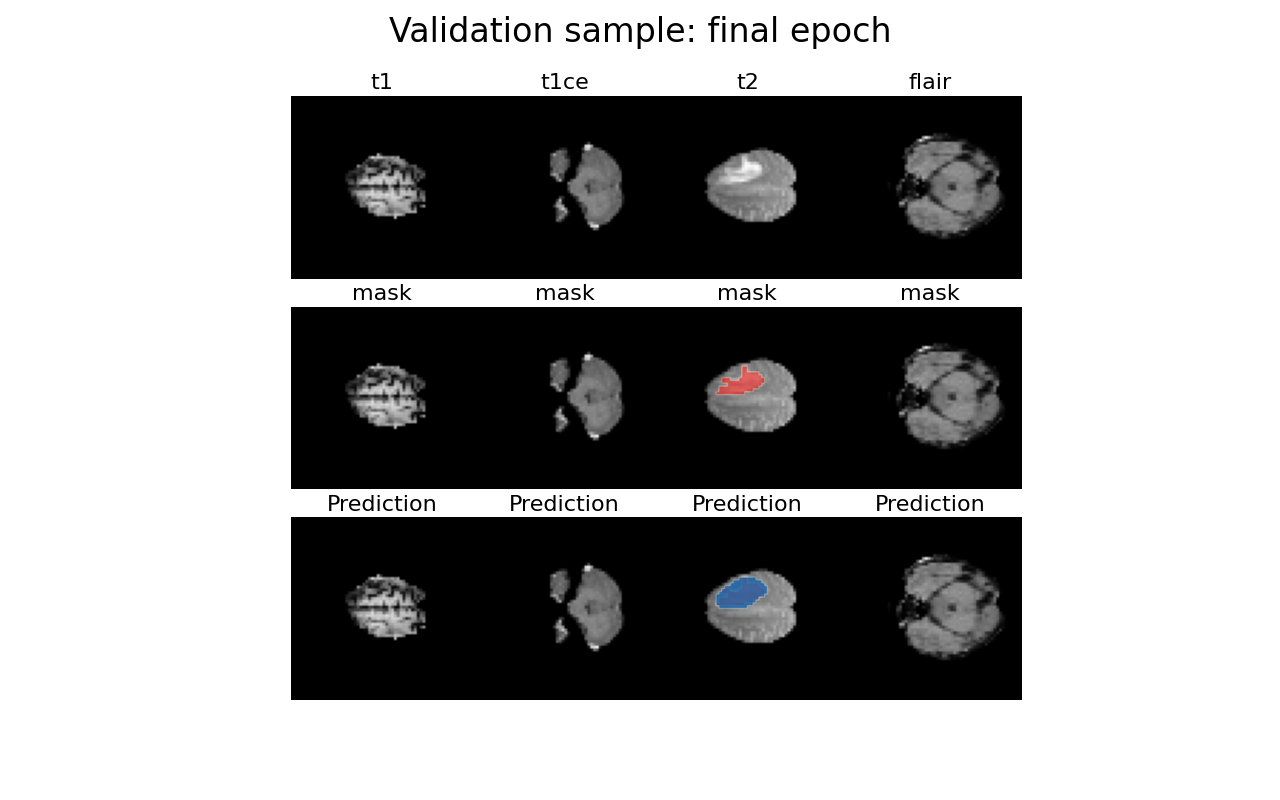 Validation sample: final epoch
t1 t1ce t2 flair
mask mask mask mask
Prediction Prediction Prediction Prediction